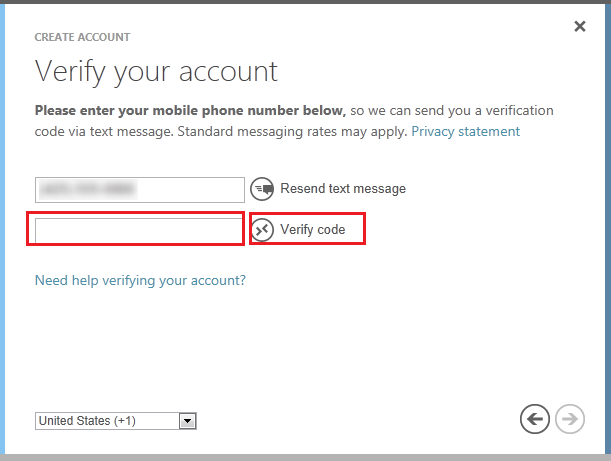 CREATE ACCOUNT
Verify your account
Please enter your mobile phone number below, so we can send you a verification
code via text message. Standard messaging rates may apply. Privacy statement
Resend text message
Verify code
Need help verifying your account?
United States (+1)